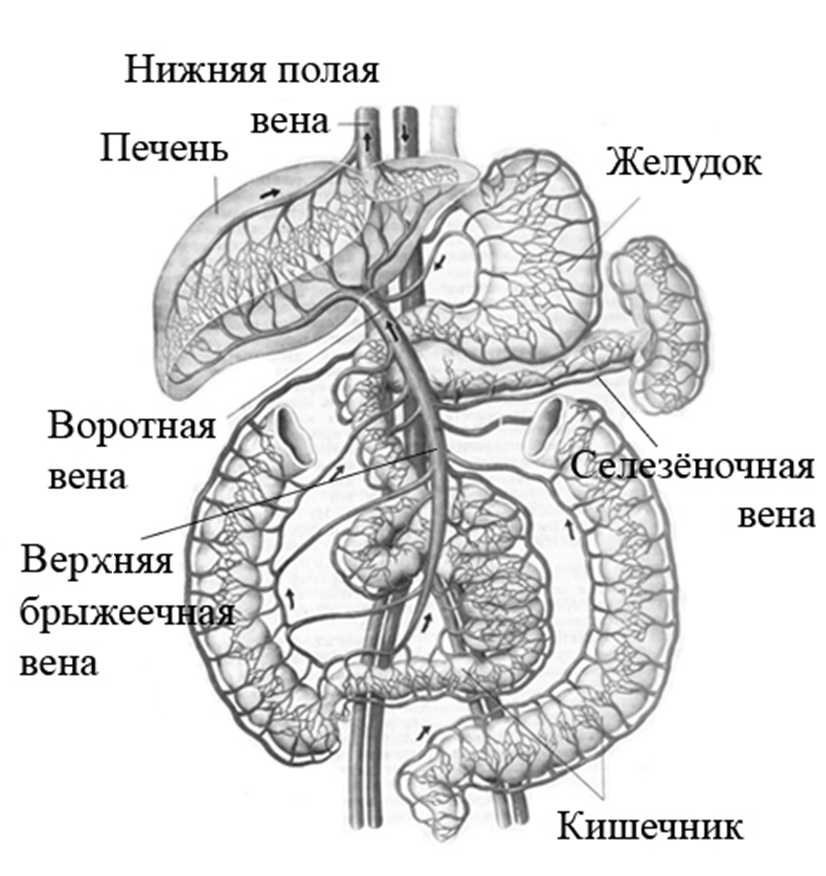 Нижняя полая
вена
Печень
Желудок
Воротная
вена
Селезёночная
вена
Верхняя
брыжеечная
вена
Кишечник